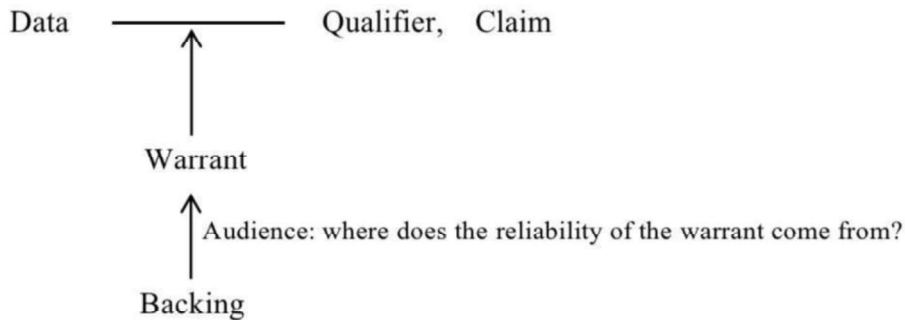 Data Qualifier, Claim
Warrant
Audience: where does the reliability of the warrant come from?
Backing